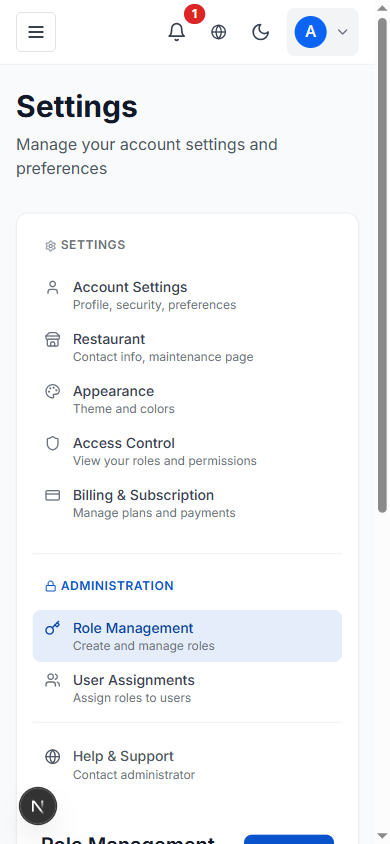 1
A
Settings
Manage your account settings and
preferences
SETTINGS
Account Settings
Profile, security, preferences
Restaurant
Contact info, maintenance page
Appearance
Theme and colors
Access Control
View your roles and permissions
Billing & Subscription
Manage plans and payments
ADMINISTRATION
Role Management
Create and manage roles
User Assignments
Assign roles to users
Help & Support
Contact administrator
N
Role Management